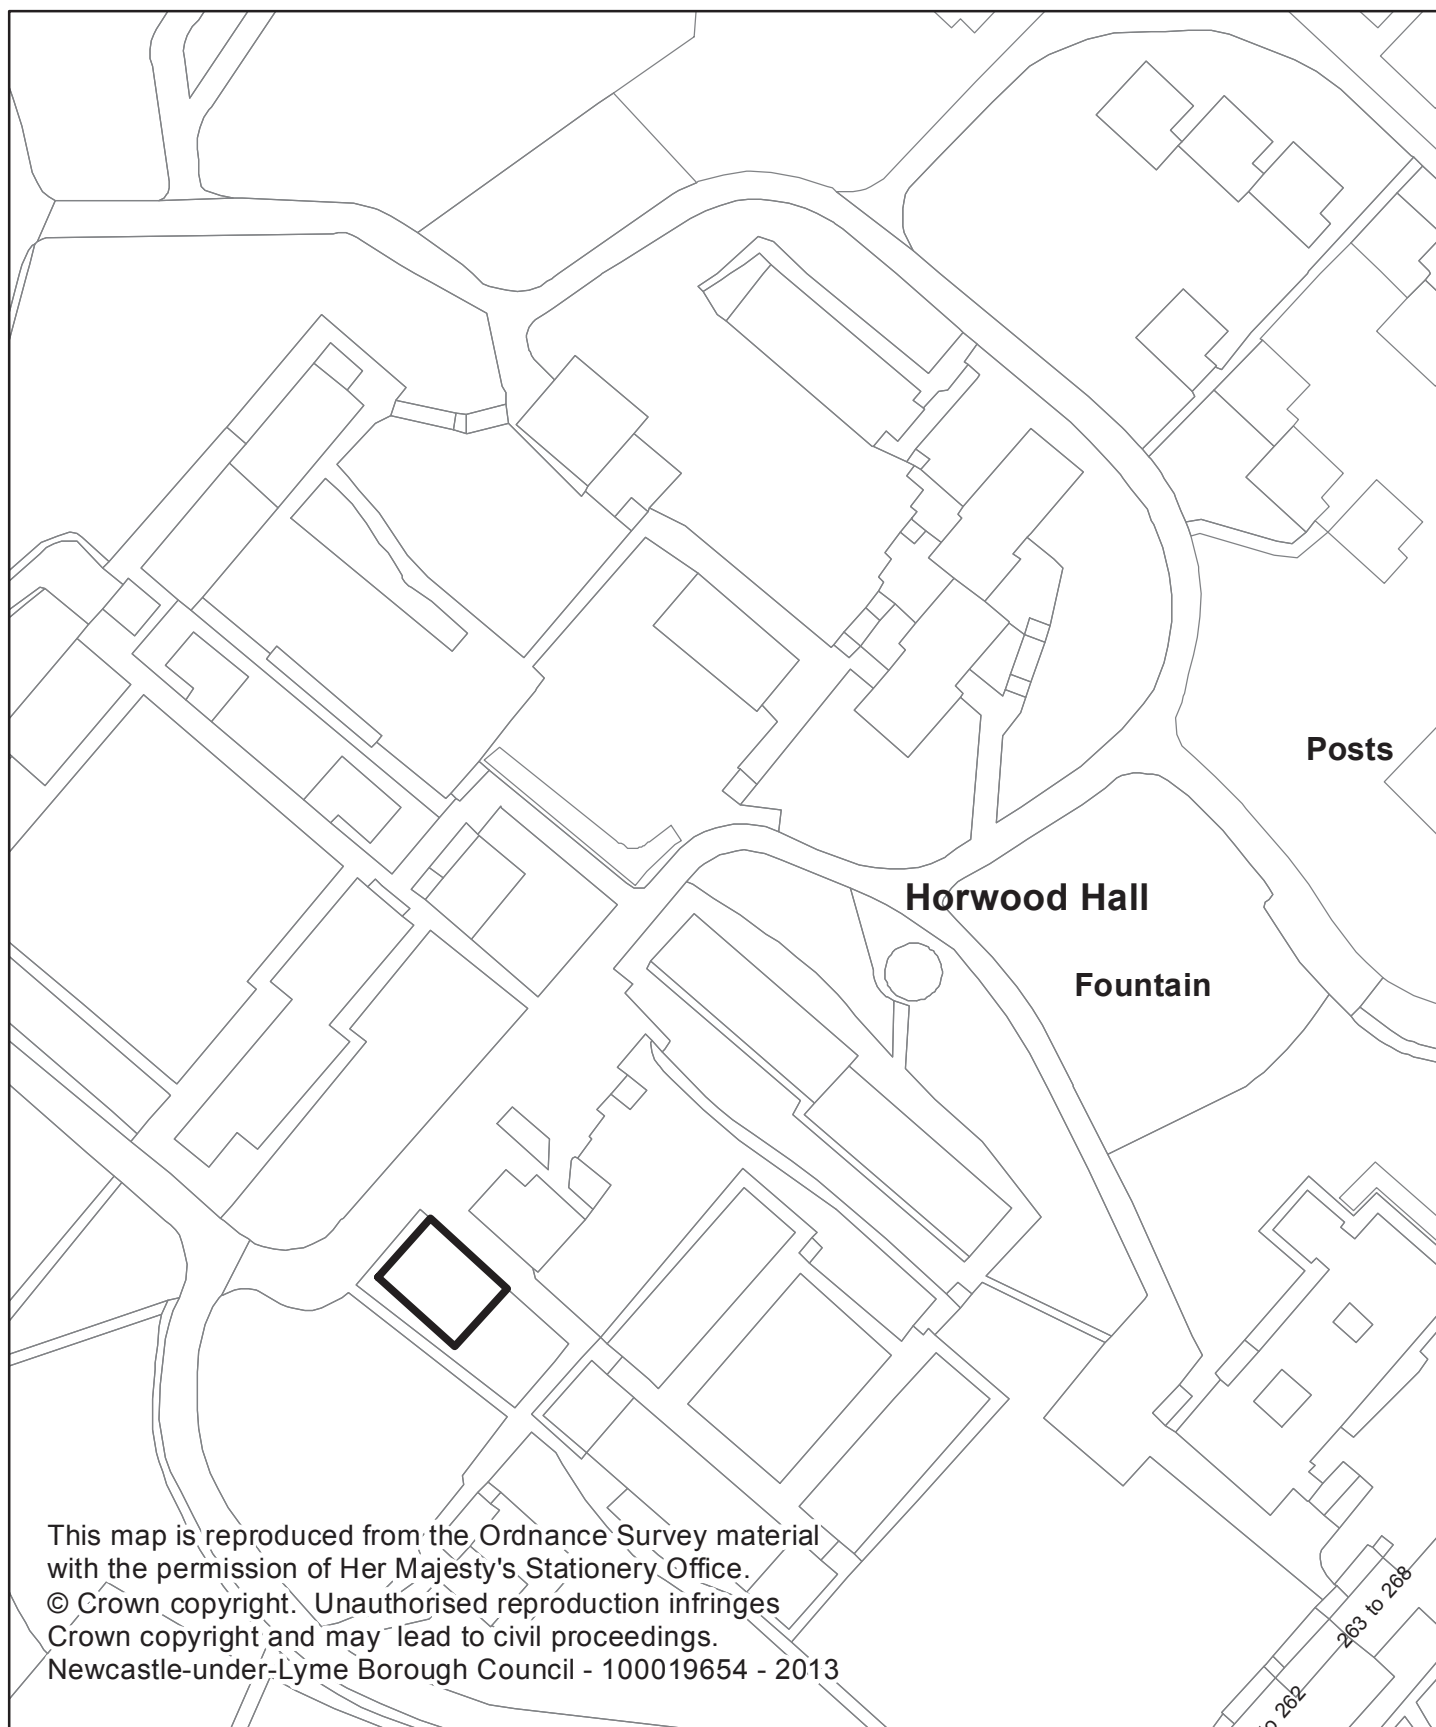 Posts
Horwood Hall
Fountain
This map is reproduced from the Ordnance Survey material
with the permission of Her Majesty's Stationery Office.
© Crown copyright. Unauthorised reproduction infringes
Crown copyright and may lead to civil proceedings.
Newcastle-under-Lyme Borough Council - 100019654 - 2013
263 to 268
to 262